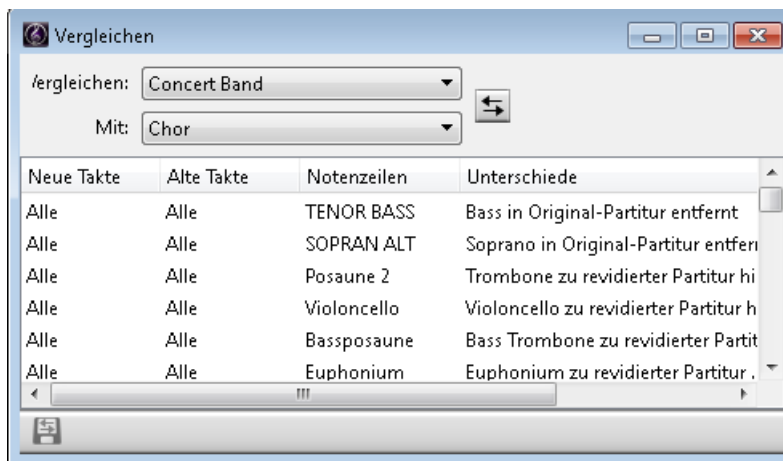 Vergleichen
Vergleichen: Concert Band
Mit: Chor
Neue Takte Alte Takte Notenzeilen Unterschiede
Alle Alle TENOR BASS Bass in Original-Partitur entfernt
Alle Alle SOPRAN ALT Soprano in Original-Partitur entfern
Alle Alle Posaune 2 Trombone zu revidierter Partitur hi
Alle Alle Violoncello Violoncello zu revidierter Partitur h
Alle Alle Bassposaune Bass Trombone zu revidierter Partit
Alle Alle Euphonium Euphonium zu revidierter Partitur .